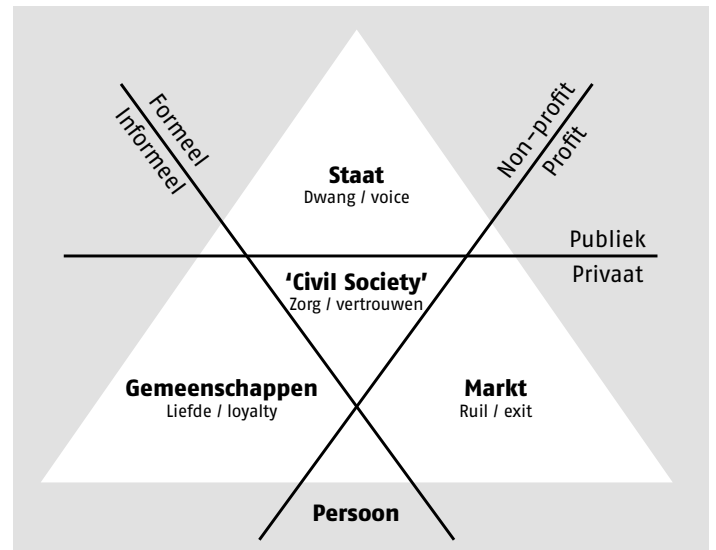 Formeel
Informeel
Non-profit
Profit
Staat
Dwang / voice
Publiek
Privaat
‘Civil Society’
Zorg / vertrouwen
Gemeenschappen
Liefde / loyalty
Markt
Ruil / exit
Persoon